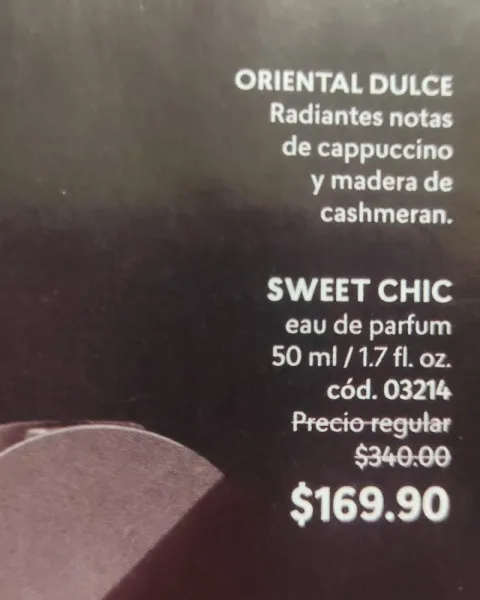 ORIENTAL DULCE
Radiantes notas
de cappuccino
y madera de
cashmeran.
SWEET CHIC
eau de parfum
50 ml / 1.7 fl. oz.
cód. 03214
Precio regular
$340.00
$169.90